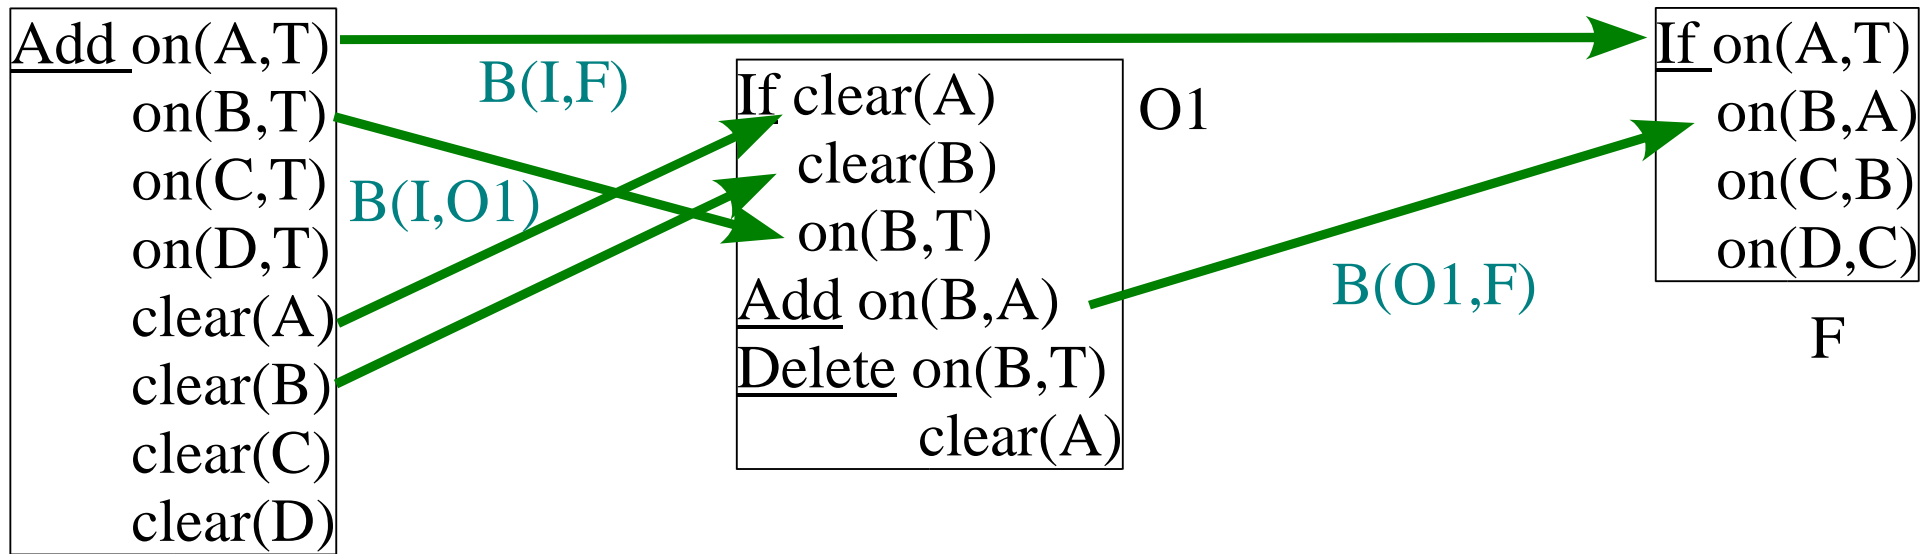 Add on(A,T)
on(B,T)
on(C,T)
on(D,T)
clear(A)
clear(B)
clear(C)
clear(D)
B(I,F)
B(I,O1)
If clear(A)
clear(B)
on(B,T)
Add on(B,A)
Delete on(B,T)
clear(A)
O1
B(O1,F)
If on(A,T)
on(B,A)
on(C,B)
on(D,C)
F